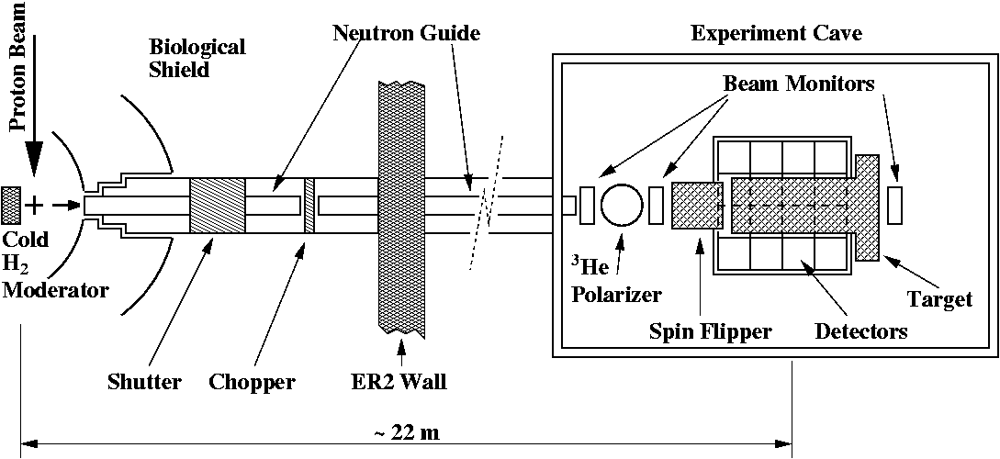 Proton Beam
Biological
Shield
Neutron Guide
Experiment Cave
Beam Monitors
Cold
H2
Moderator
3He
Polarizer
Target
Spin Flipper
Detectors
Shutter
Chopper
ER2 Wall
~ 22 m